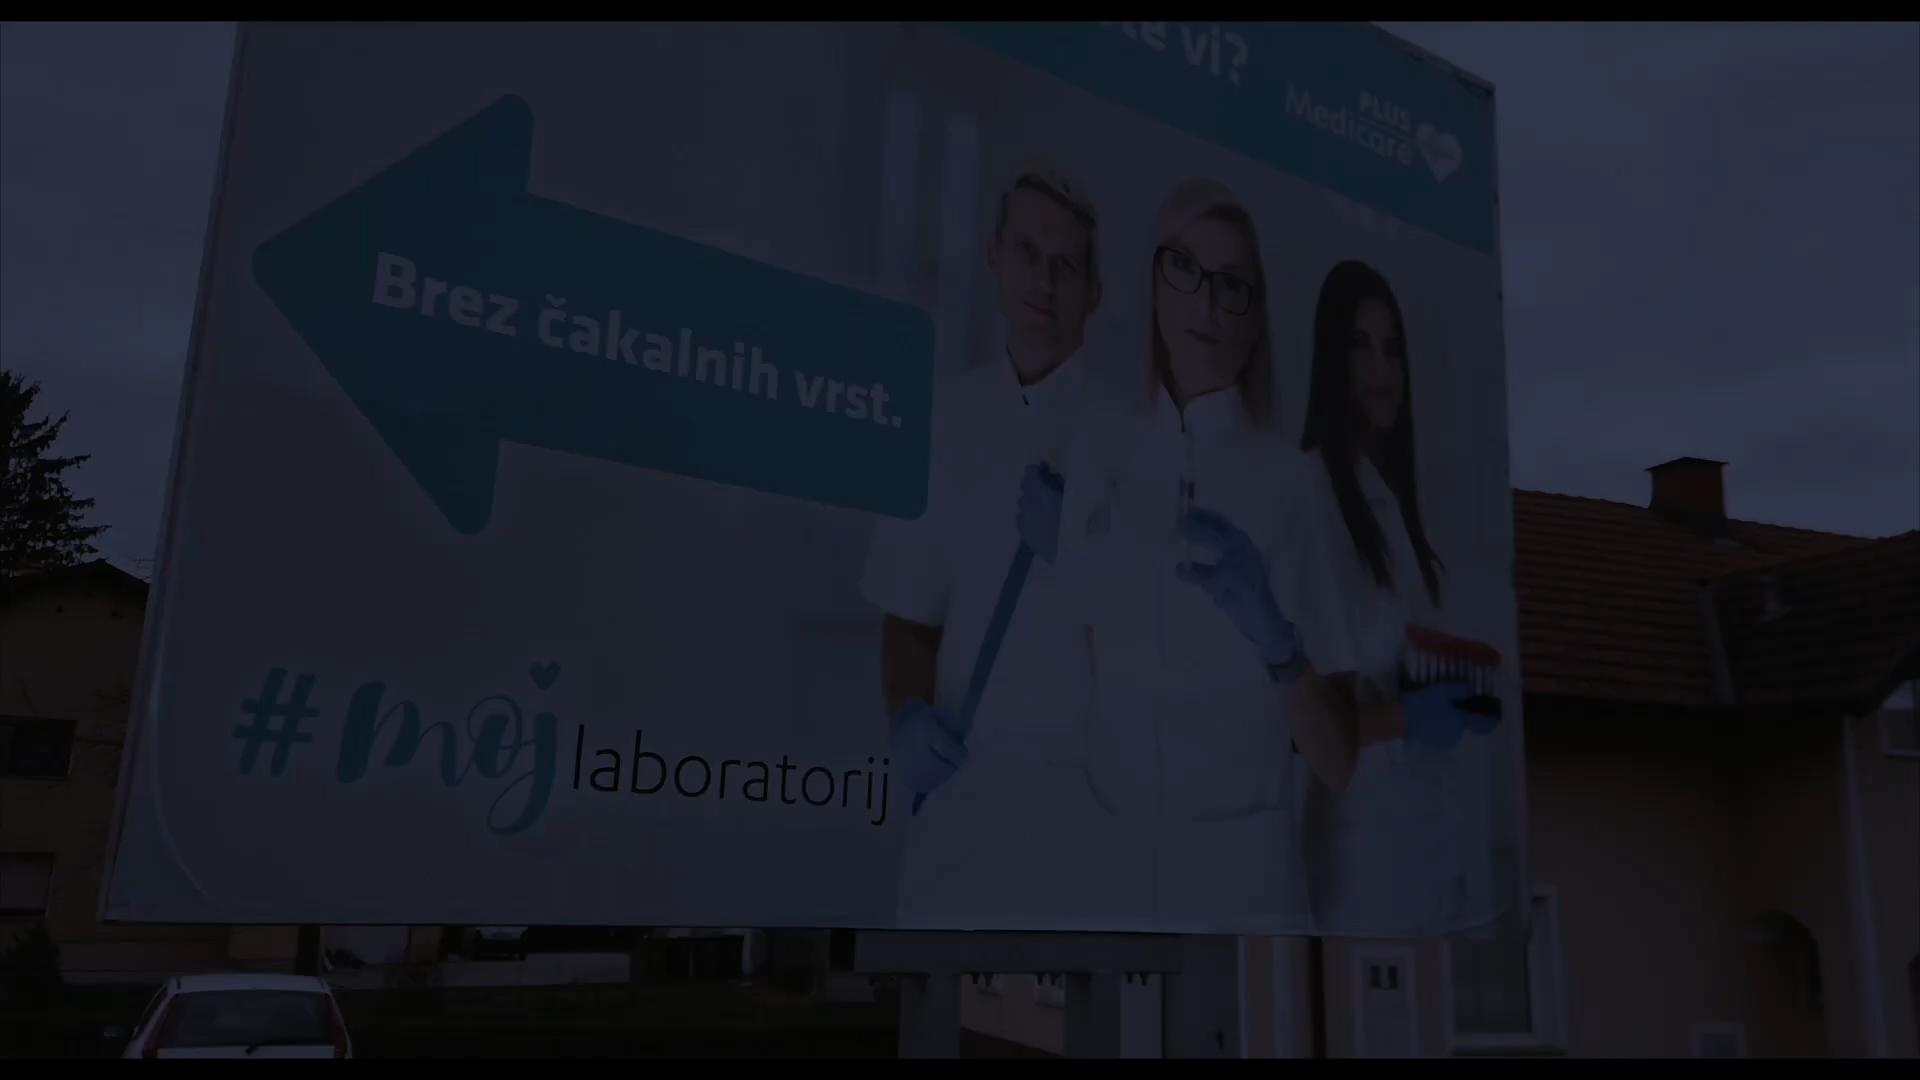 vi?
PLUS
Medicare
Brez čakalnih vrst.
#moj laboratorij